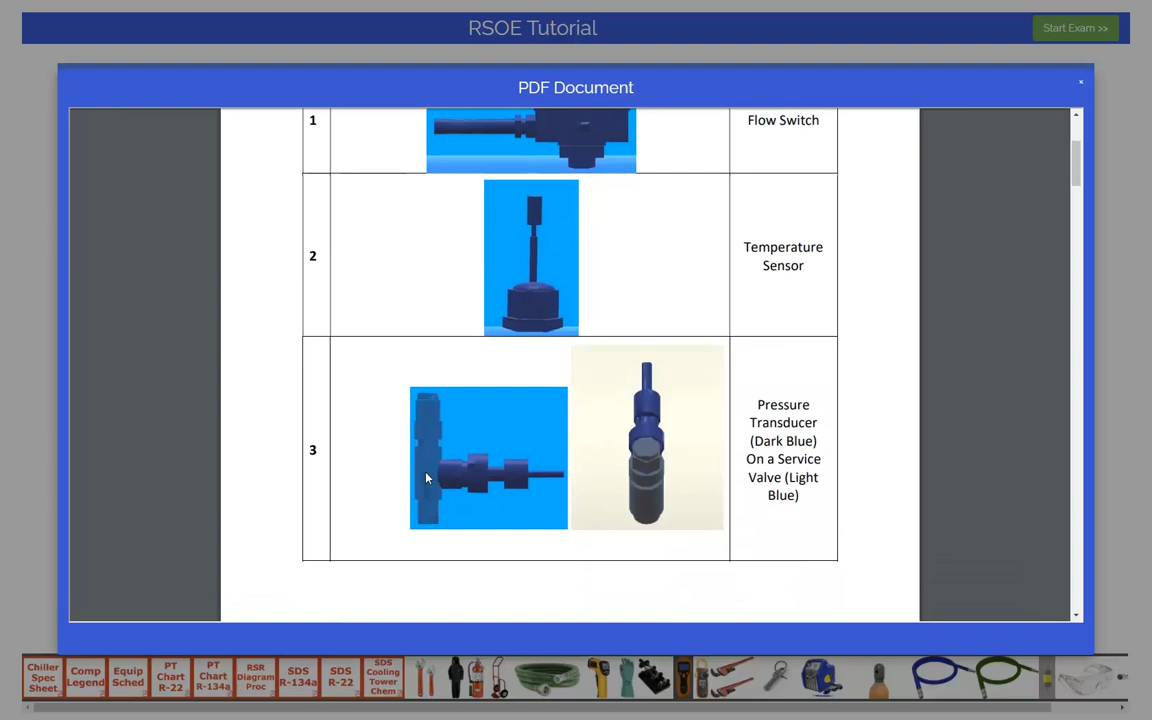 RSOE Tutorial
Start Exam >>
PDF Document
×
1
Flow Switch
2
Temperature
Sensor
3
Pressure
Transducer
(Dark Blue)
On a Service
Valve (Light
Blue)
Chiller
Spec
Sheet
Comp
Legend
Equip
Sched
PT
Chart
R-22
PT
Chart
R-134a
RSR
Diagram
Proc
SDS
R-134a
SDS
R-22
SDS
Cooling
Tower
Chem